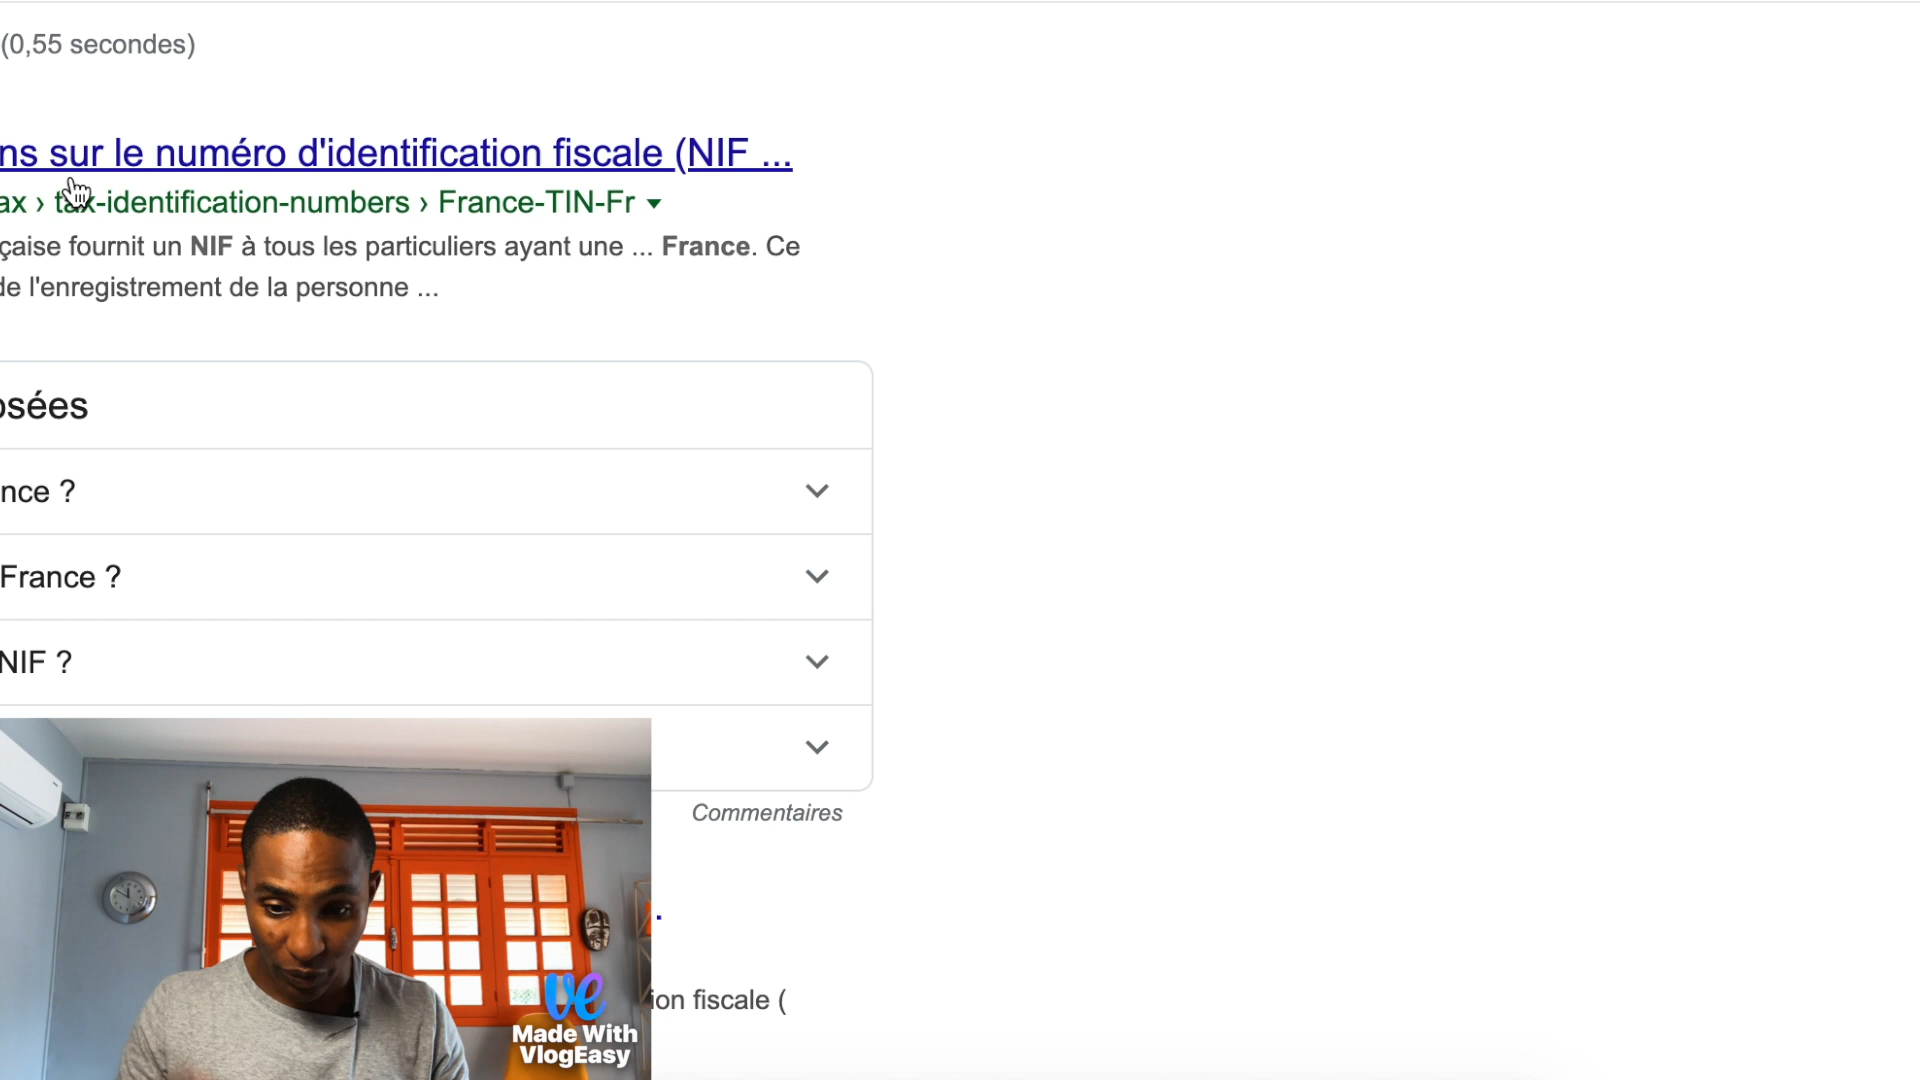 (0,55 secondes)
ns sur le numéro d'identification fiscale (NIF ...
ax › tax-identification-numbers › France-TIN-Fr
çaise fournit un NIF à tous les particuliers ayant une ... France. Ce
de l'enregistrement de la personne ...
osées
nce ?
France ?
NIF ?
Commentaires
.
ion fiscale (
ve
Made With
VlogEasy